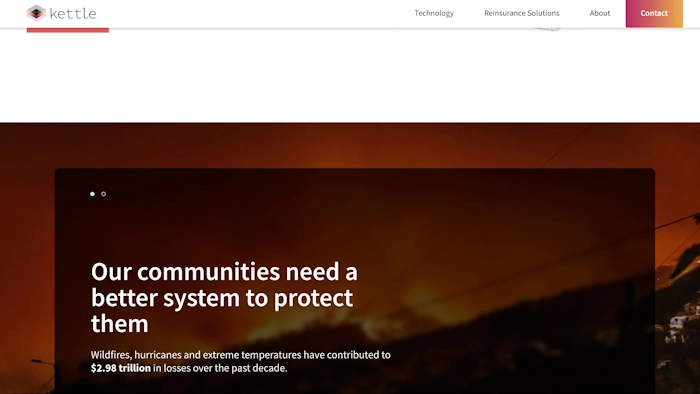 kettle
Technology
Reinsurance Solutions
About
Contact
Our communities need a
better system to protect
them
Wildfires, hurricanes and extreme temperatures have contributed to
$2.98 trillion in losses over the past decade.